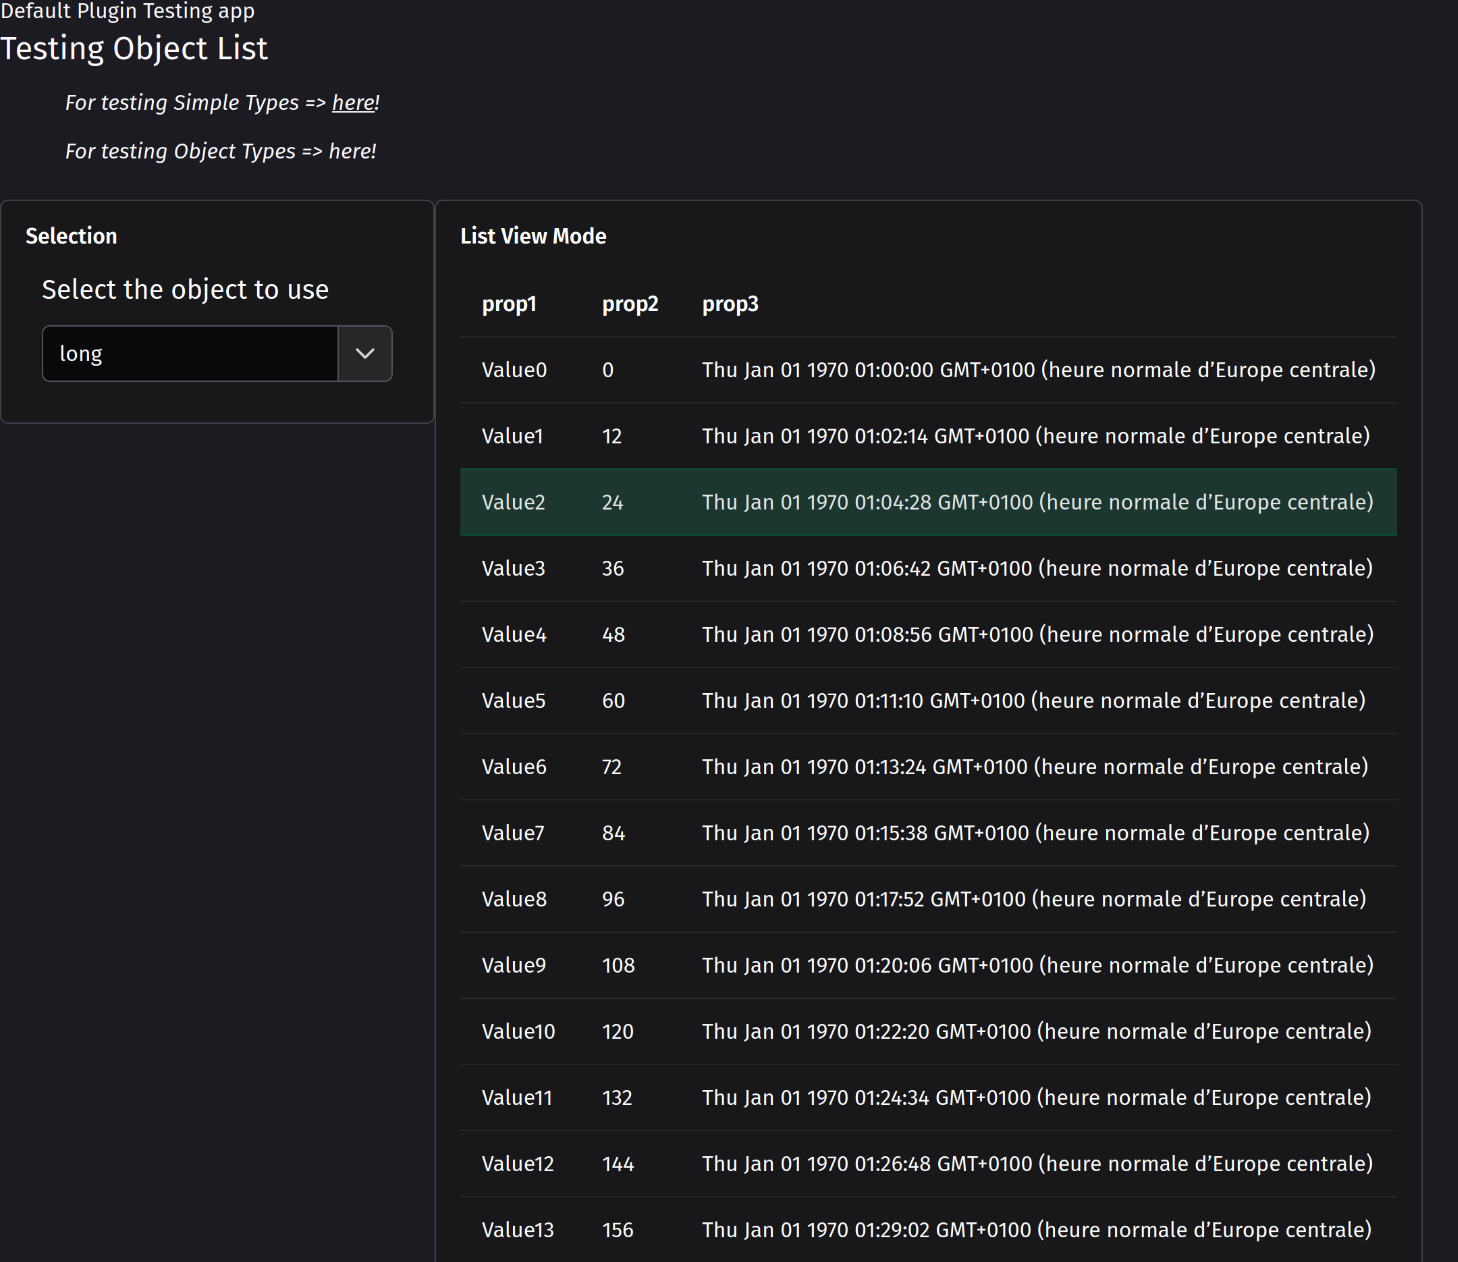 Default Plugin Testing app
Testing Object List
For testing Simple Types => here!
For testing Object Types => here!
Selection
Select the object to use
long
List View Mode
prop1 prop2 prop3
Value0 0 Thu Jan 01 1970 01:00:00 GMT+0100 (heure normale d’Europe centrale)
Value1 12 Thu Jan 01 1970 01:02:14 GMT+0100 (heure normale d’Europe centrale)
Value2 24 Thu Jan 01 1970 01:04:28 GMT+0100 (heure normale d’Europe centrale)
Value3 36 Thu Jan 01 1970 01:06:42 GMT+0100 (heure normale d’Europe centrale)
Value4 48 Thu Jan 01 1970 01:08:56 GMT+0100 (heure normale d’Europe centrale)
Value5 60 Thu Jan 01 1970 01:11:10 GMT+0100 (heure normale d’Europe centrale)
Value6 72 Thu Jan 01 1970 01:13:24 GMT+0100 (heure normale d’Europe centrale)
Value7 84 Thu Jan 01 1970 01:15:38 GMT+0100 (heure normale d’Europe centrale)
Value8 96 Thu Jan 01 1970 01:17:52 GMT+0100 (heure normale d’Europe centrale)
Value9 108 Thu Jan 01 1970 01:20:06 GMT+0100 (heure normale d’Europe centrale)
Value10 120 Thu Jan 01 1970 01:22:20 GMT+0100 (heure normale d’Europe centrale)
Value11 132 Thu Jan 01 1970 01:24:34 GMT+0100 (heure normale d’Europe centrale)
Value12 144 Thu Jan 01 1970 01:26:48 GMT+0100 (heure normale d’Europe centrale)
Value13 156 Thu Jan 01 1970 01:29:02 GMT+0100 (heure normale d’Europe centrale)